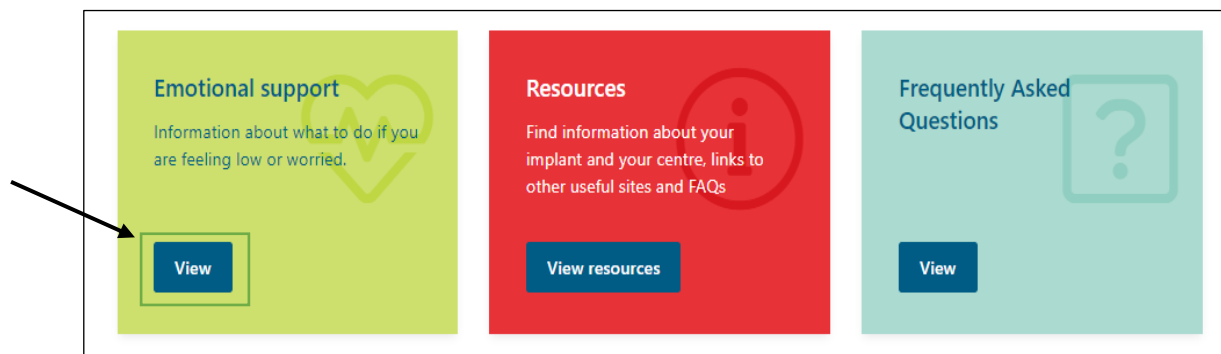 Emotional support
Information about what to do if you
are feeling low or worried.
View
Resources
Find information about your
implant and your centre, links to
other useful sites and FAQs
View resources
Frequently Asked
Questions
View